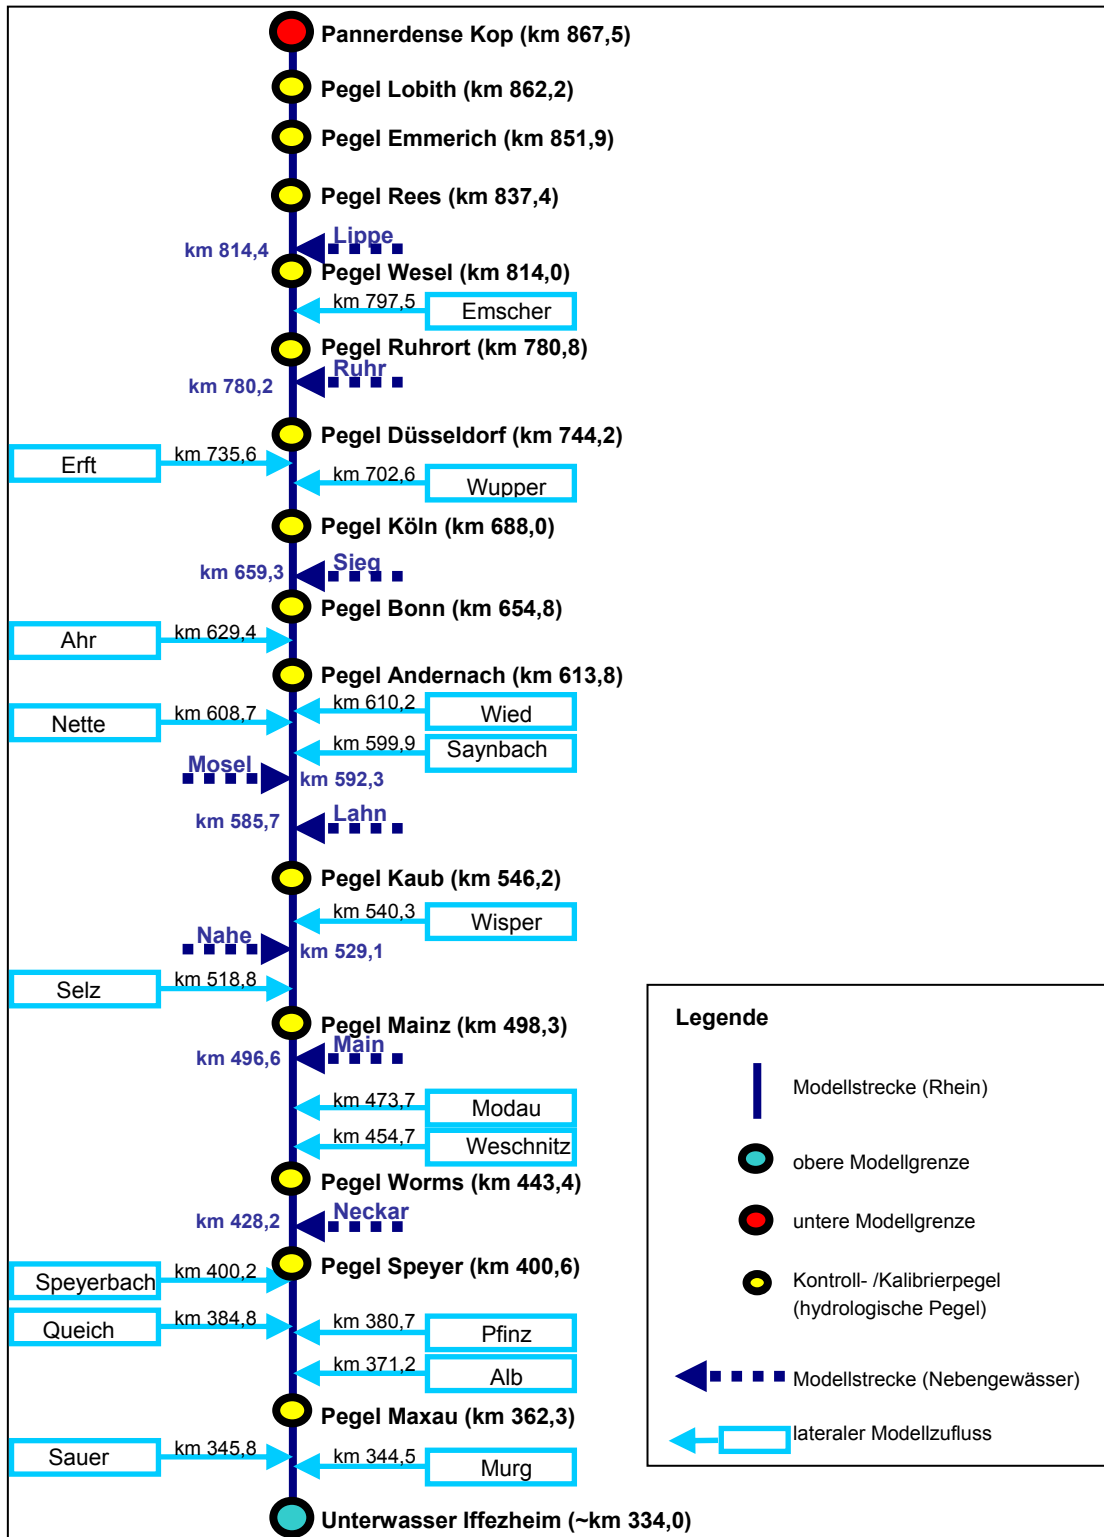 Pannerdense Kop (km 867,5)
Pegel Lobith (km 862,2)
Pegel Emmerich (km 851,9)
Pegel Rees (km 837,4)
Lippe
km 814,4
Pegel Wesel (km 814,0)
km 797,5
Emscher
Pegel Ruhrort (km 780,8)
Ruhr
km 780,2
Pegel Düsseldorf (km 744,2)
Erft
km 735,6
km 702,6
Wupper
Pegel Köln (km 688,0)
Sieg
km 659,3
Pegel Bonn (km 654,8)
Ahr
km 629,4
Pegel Andernach (km 613,8)
km 610,2
Wied
Nette
km 608,7
km 599,9
Saynbach
Mosel
km 592,3
Lahn
km 585,7
Pegel Kaub (km 546,2)
km 540,3
Wisper
Nahe
km 529,1
Selz
km 518,8
Pegel Mainz (km 498,3)
Main
km 496,6
km 473,7
Modau
km 454,7
Weschnitz
Pegel Worms (km 443,4)
Neckar
km 428,2
Pegel Speyer (km 400,6)
Speyerbach
km 400,2
Queich
km 384,8
km 380,7
Pfinz
km 371,2
Alb
Pegel Maxau (km 362,3)
Sauer
km 345,8
km 344,5
Murg
Unterwasser Iffezheim (~km 334,0)
Legende
Modellstrecke (Rhein)
obere Modellgrenze
untere Modellgrenze
Kontroll- /Kalibrierpegel
(hydrologische Pegel)
Modellstrecke (Nebengewässer)
lateraler Modellzufluss